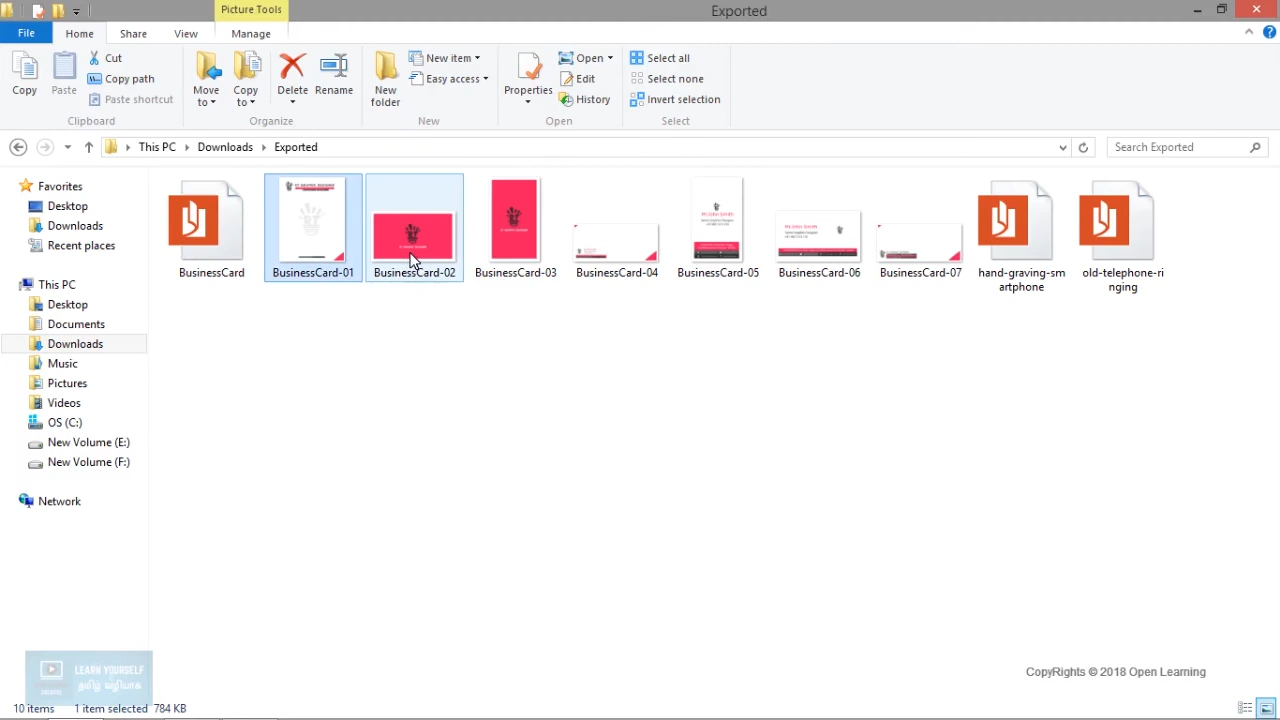 Picture Tools
Exported
File
Home
Share
View
Manage
Copy
Paste
Cut
Copy path
Paste shortcut
Clipboard
Move to
Copy to
Delete
Rename
Organize
New folder
New item
Easy access
New
Properties
Open
Edit
History
Open
Select all
Select none
Invert selection
Select
This PC
Downloads
Exported
Search Exported
Favorites
Desktop
Downloads
Recent places
This PC
Desktop
Documents
Downloads
Music
Pictures
Videos
OS (C:)
New Volume (E:)
New Volume (F:)
Network
BusinessCard
BusinessCard-01
BusinessCard-02
BusinessCard-03
BusinessCard-04
BusinessCard-05
BusinessCard-06
BusinessCard-07
hand-graving-sm
artphone
old-telephone-ri
nging
LEARN YOURSELF
தமிழ் வழியாக
CopyRights © 2018 Open Learning
10 items
1 item selected
784 KB